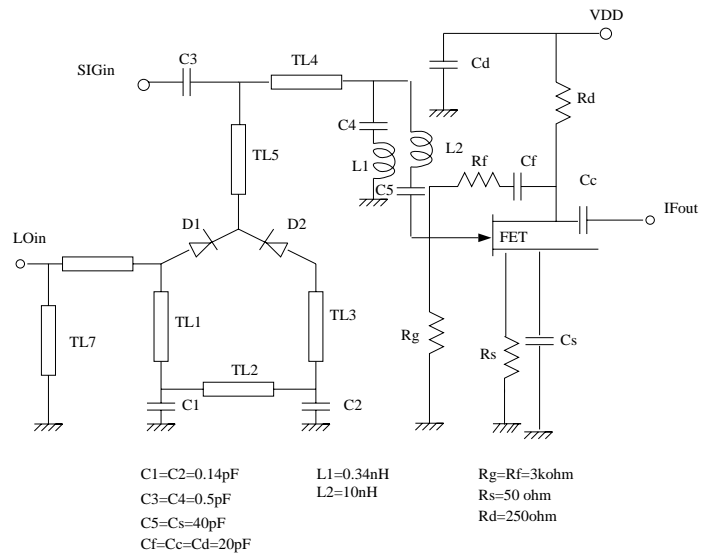 VDD
C3
TL4
SIGin
Cd
Rd
C4
TL5
L1
L2
Rf
Cf
Cc
C5
D1
D2
IFout
LOin
FET
TL1
TL3
TL7
Rg
Rs
Cs
TL2
C1
C2
C1=C2=0.14pF
C3=C4=0.5pF
C5=Cs=40pF
Cf=Cc=Cd=20pF
L1=0.34nH
L2=10nH
Rg=Rf=3kohm
Rs=50 ohm
Rd=250ohm